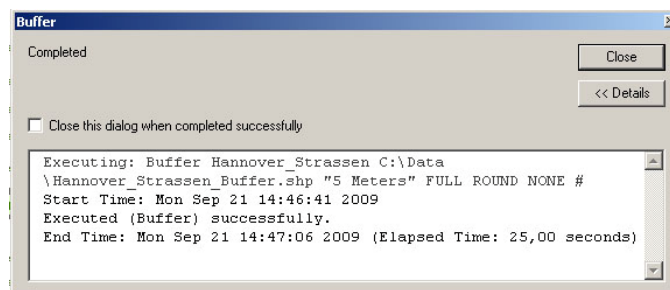 Buffer
Completed
Close
<< Details
Close this dialog when completed successfully
Executing: Buffer Hannover_Strassen C:\Data
\Hannover_Strassen_Buffer.shp "5 Meters" FULL ROUND NONE #
Start Time: Mon Sep 21 14:46:41 2009
Executed (Buffer) successfully.
End Time: Mon Sep 21 14:47:06 2009 (Elapsed Time: 25,00 seconds)